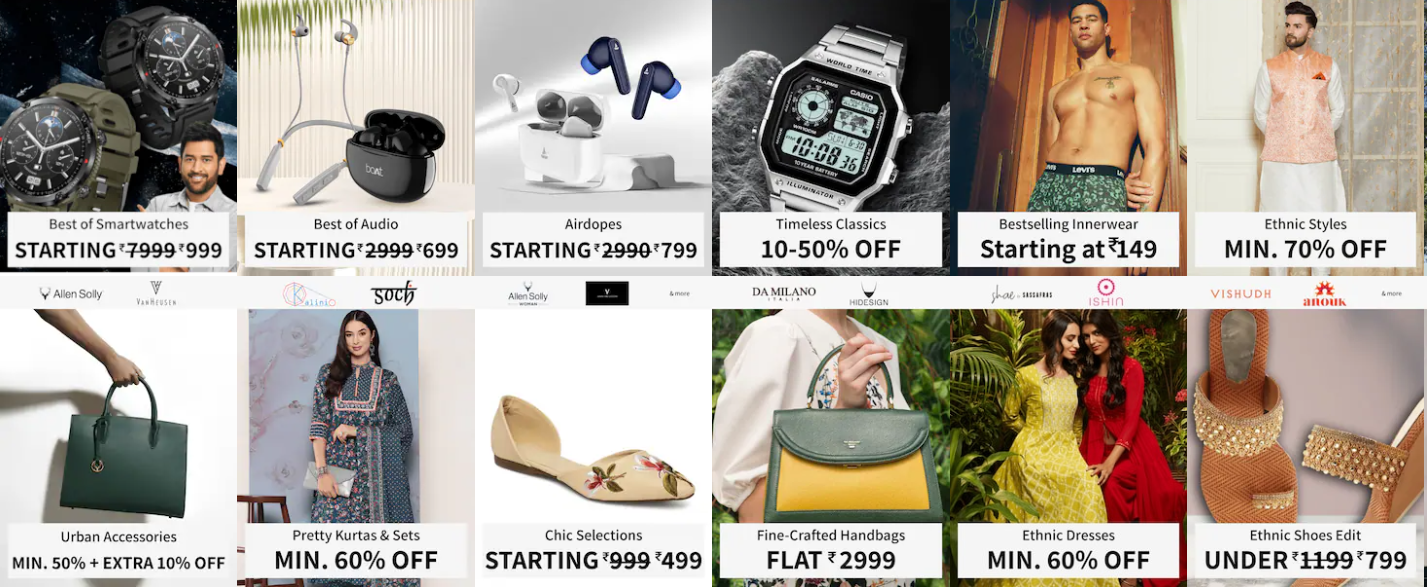 boAt
WORLD TIME
CASIO
10:08 36
10 YEAR BATTERY
ILLUMINATOR
Levi's
Best of Smartwatches
STARTING ₹7999 ₹999
Best of Audio
STARTING ₹2999 ₹699
Airdopes
STARTING ₹2990 ₹799
Timeless Classics
10-50% OFF
Bestselling Innerwear
Starting at ₹149
Ethnic Styles
MIN. 70% OFF
Allen Solly
VAN HEUSEN
Kalini
soch
Allen Solly
WOMAN
& more
DA MILANO
ITALIA
HIDESIGN
shae by SASSAFRAS
ISHIN
VISHUDH
anouk
& more
Urban Accessories
MIN. 50% + EXTRA 10% OFF
Pretty Kurtas & Sets
MIN. 60% OFF
Chic Selections
STARTING ₹999 ₹499
Fine-Crafted Handbags
FLAT ₹2999
Ethnic Dresses
MIN. 60% OFF
Ethnic Shoes Edit
UNDER ₹1199 ₹799